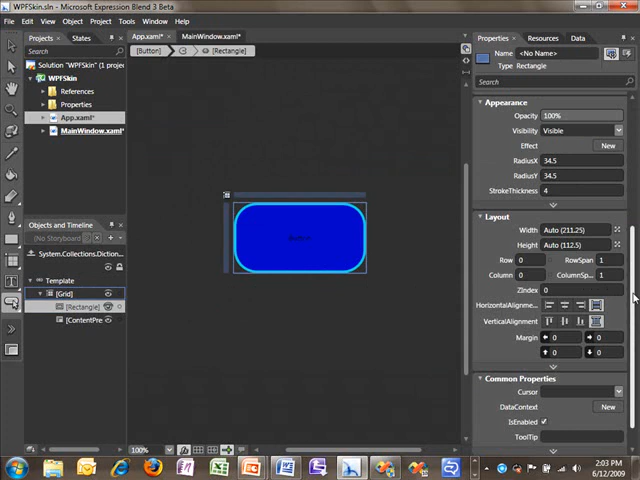 WPFSkin.sln - Microsoft Expression Blend 3 Beta
File Edit View Object Project Tools Window Help
Projects × States
Search
Solution "WPFSkin" (1 projec
WPFSkin
References
Properties
App.xaml*
MainWindow.xaml*
Objects and Timeline ×
(No Storyboard
System.Collections.Diction
Template
[Grid]
[Rectangle]
[ContentPre
App.xaml* × MainWindow.xaml*
[Button] [Rectangle]
Button
100%
Properties × Resources Data
Name <No Name>
Type Rectangle
Search
Appearance
Opacity 100%
Visibility Visible
Effect New
RadiusX 34.5
RadiusY 34.5
StrokeThickness 4
Layout
Width Auto (211.25)
Height Auto (112.5)
Row 0 RowSpan 1
Column 0 ColumnSp... 1
ZIndex 0
HorizontalAlignme...
VerticalAlignment
Margin 0 0
0 0
Common Properties
Cursor
DataContext New
IsEnabled
ToolTip
2:03 PM
6/12/2009